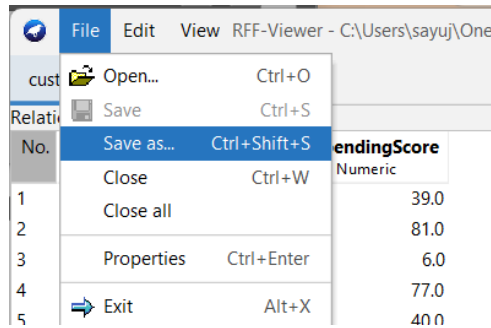 File Edit View RFF-Viewer - C:\Users\sayuj\One
cust
Open... Ctrl+O
Relati
Save Ctrl+S
No.
Save as... Ctrl+Shift+S
endingScore
Numeric
Close Ctrl+W
1 39.0
Close all
2 81.0
3 Properties Ctrl+Enter 6.0
4 77.0
Exit Alt+X
5 40.0